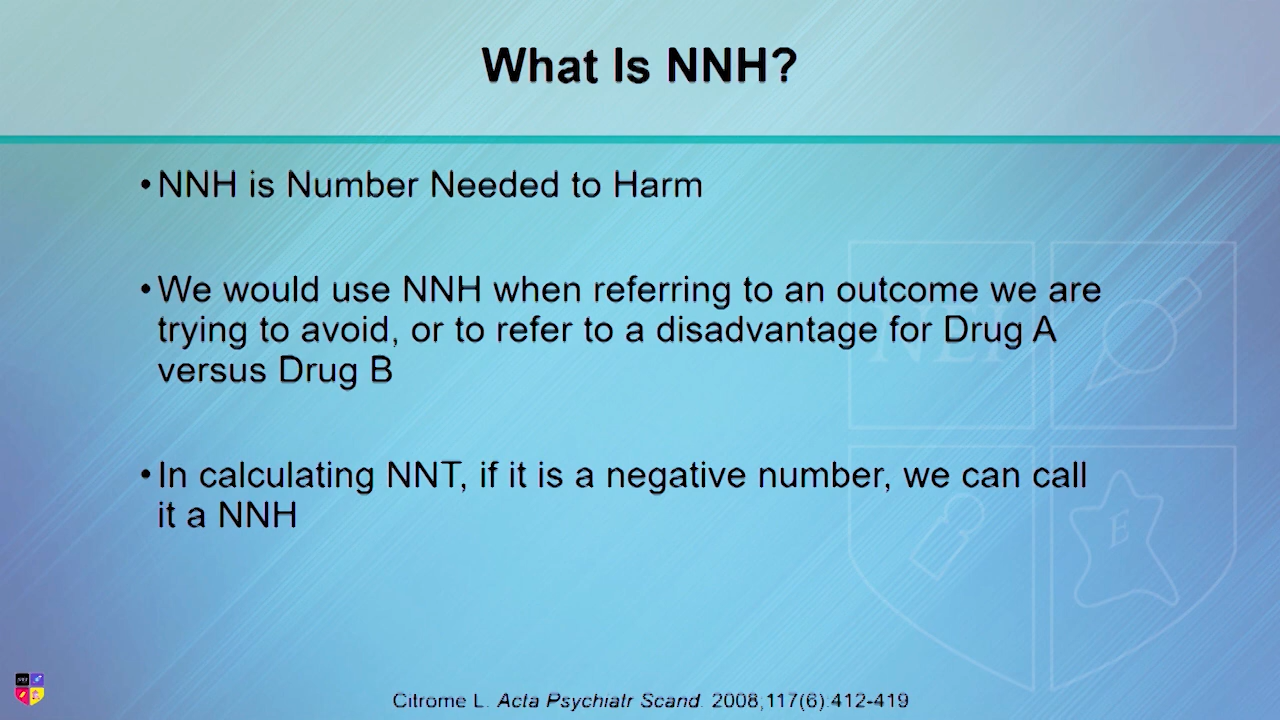 What Is NNH?
•NNH is Number Needed to Harm
•We would use NNH when referring to an outcome we are
trying to avoid, or to refer to a disadvantage for Drug A
versus Drug B
•In calculating NNT, if it is a negative number, we can call
it a NNH
NEI
E
NEI
Citrome L. Acta Psychiatr Scand. 2008;117(6):412-419